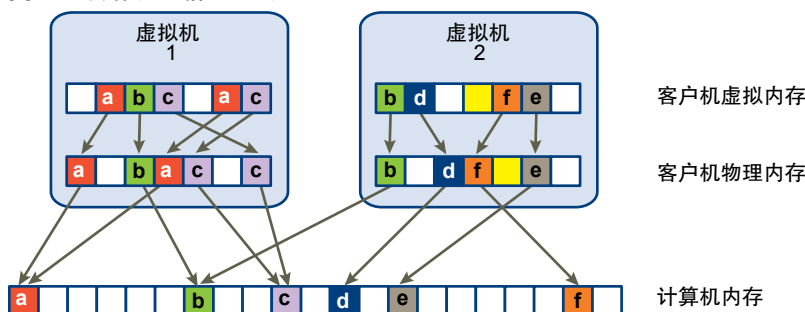 虚拟机
1
虚拟机
2
a b c a c
b d f e
客户机虚拟内存
a b a c c
b d f e
客户机物理内存
a b c d e f
计算机内存